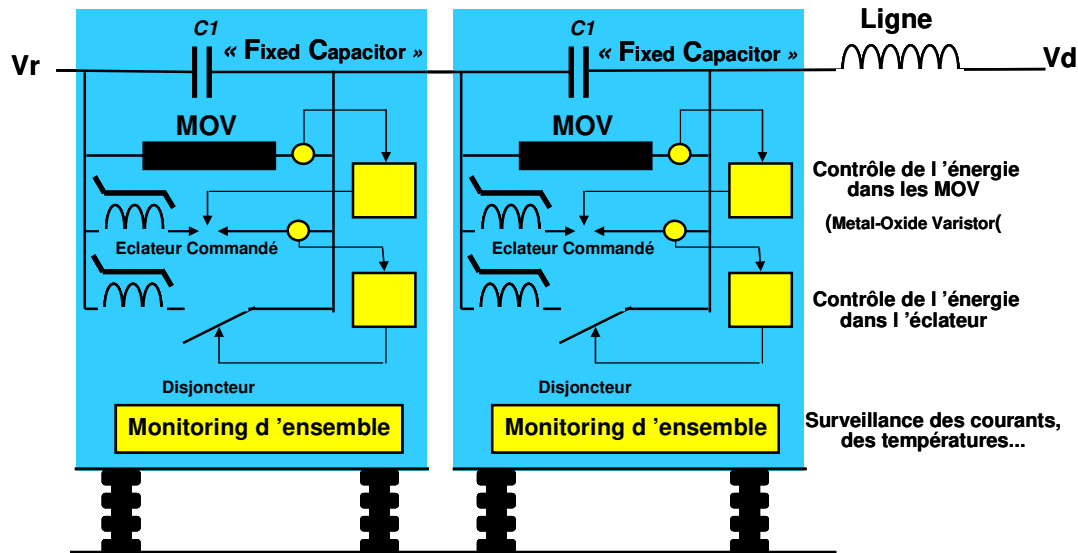 C1
« Fixed Capacitor »
C1
« Fixed Capacitor »
Ligne
Vr
Vd
MOV
MOV
Contrôle de l ’énergie
dans les MOV
(Metal-Oxide Varistor(
Eclateur Commandé
Eclateur Commandé
Contrôle de l ’énergie
dans l ’éclateur
Disjoncteur
Disjoncteur
Monitoring d ’ensemble
Monitoring d ’ensemble
Surveillance des courants,
des températures...